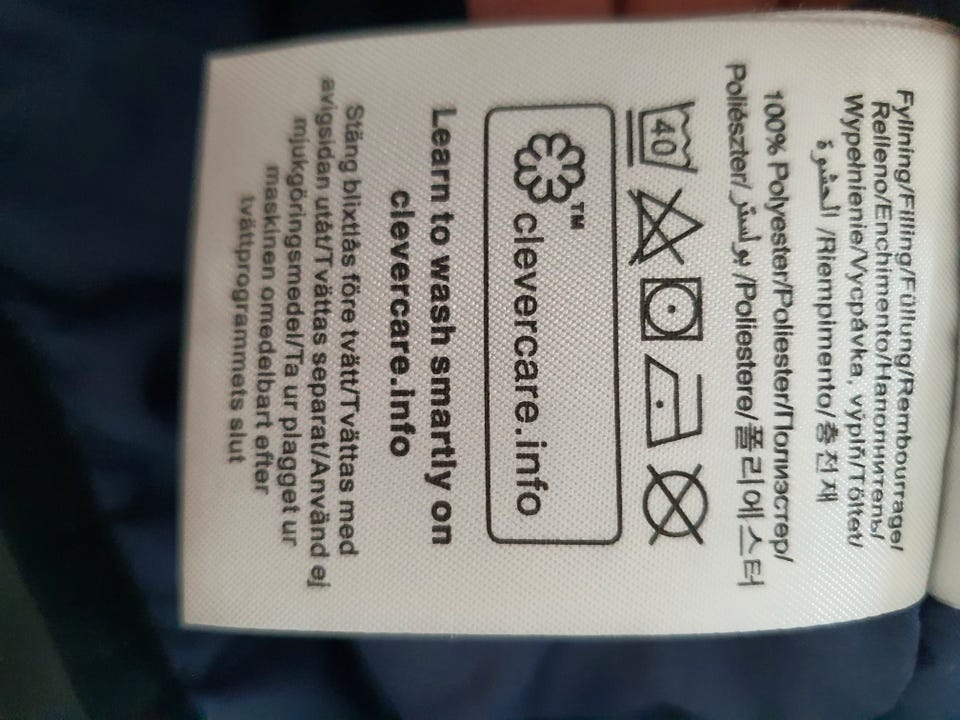 Fyllning/Filling/Füllung/Rembourrage/
Relleno/Enchimento/Наполнитель/
Wypełnienie/Vycpávka, výplň/Töltet/
الحشوة /Riempimento/충전재
100% Polyester/Poliester/Полиэстер/
Poliészter/بولستر /Poliestere/폴리에스터
40
TM
clevercare.info
Learn to wash smartly on
clevercare.info
Stäng blixtlås före tvätt/Tvättas med
avigsidan utåt/Tvättas separat/Använd ej
mjukgöringsmedel/Ta ur plagget ur
maskinen omedelbart efter
tvättprogrammets slut